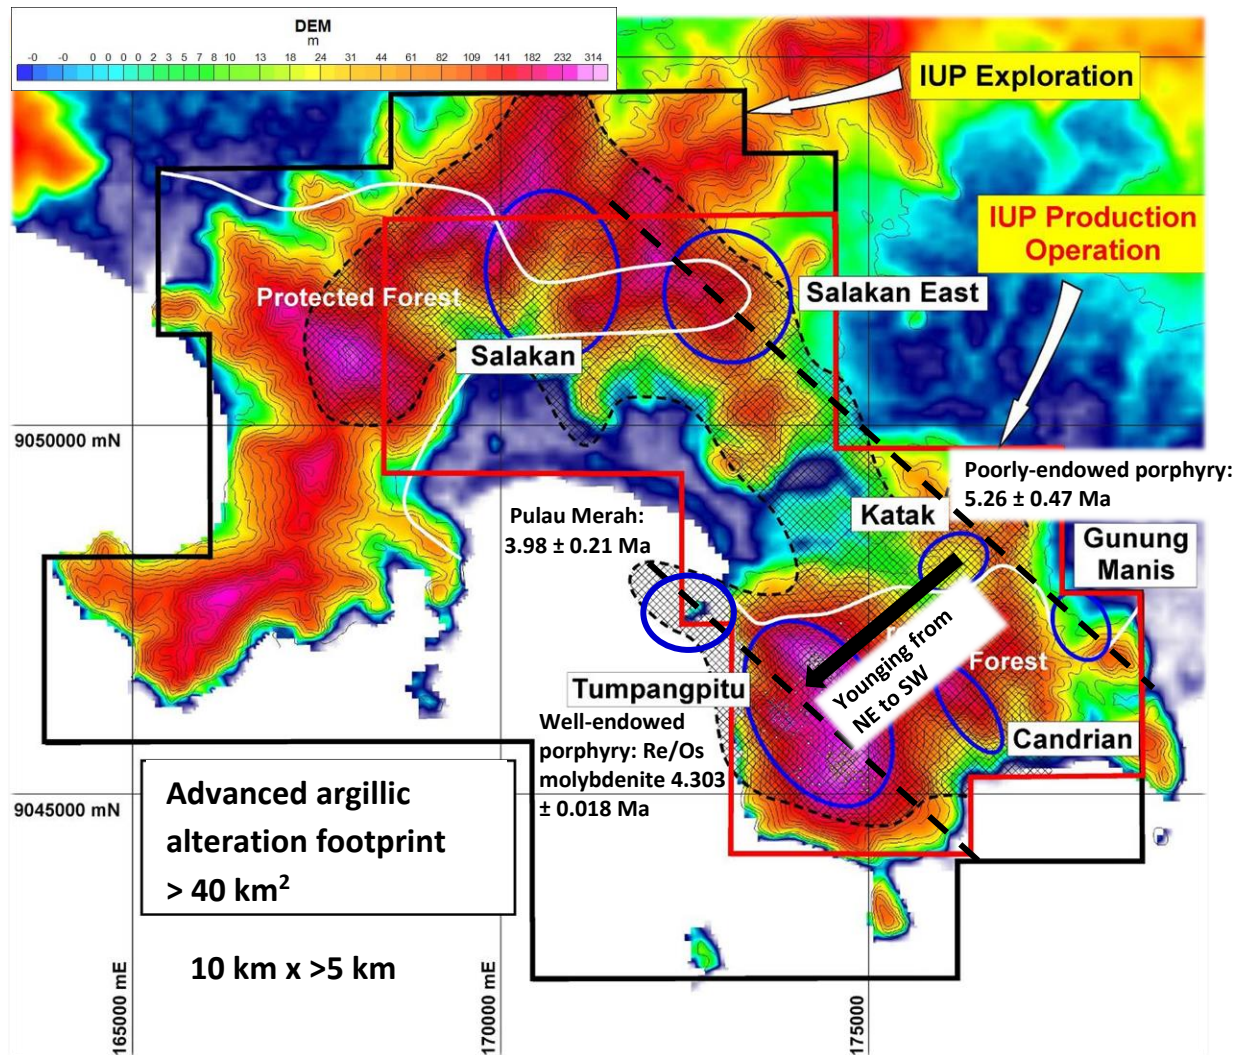 DEM
m
-0 -0 0 0 0 2 3 5 7 8 10 13 18 24 31 44 61 82 109 141 182 232 314
IUP Exploration
IUP Production
Operation
Protected Forest
Salakan East
Salakan
9050000 mN
Poorly-endowed porphyry:
5.26 ± 0.47 Ma
Katak
Pulau Merah:
3.98 ± 0.21 Ma
Gunung
Manis
Younging from
NE to SW
Forest
Tumpangpitu
Well-endowed
porphyry: Re/Os
molybdenite 4.303
± 0.018 Ma
Candrian
9045000 mN
Advanced argillic
alteration footprint
> 40 km²
10 km x >5 km
165000 mE
170000 mE
175000